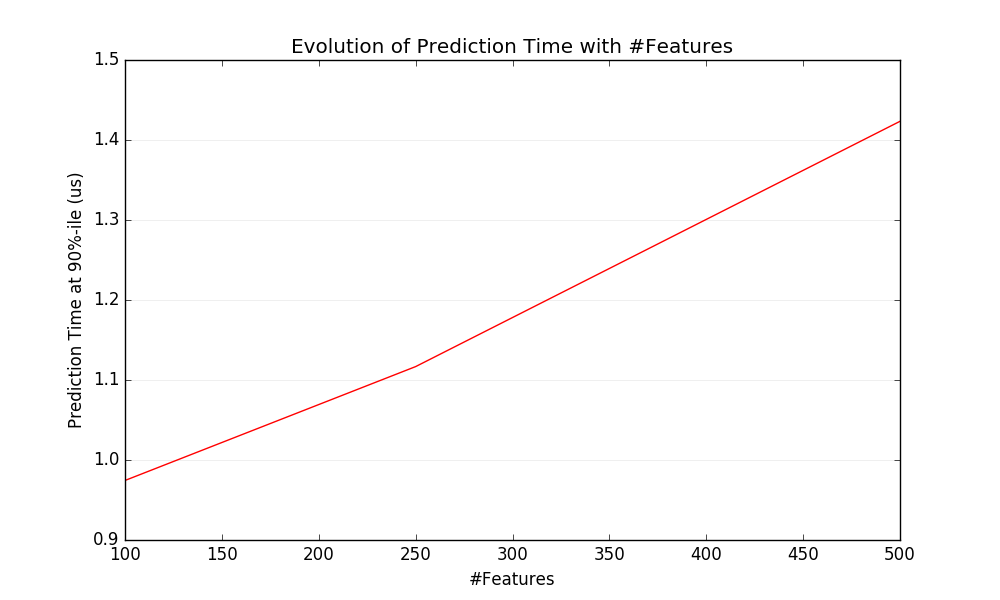 Evolution of Prediction Time with #Features
1.5
1.4
1.3
1.2
1.1
1.0
0.9
Prediction Time at 90%-ile (us)
100 150 200 250 300 350 400 450 500
#Features